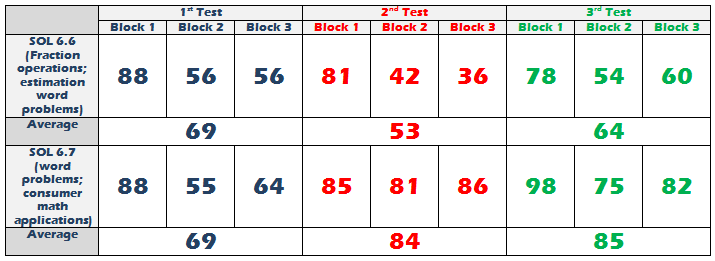 1st Test 2nd Test 3rd Test
Block 1 Block 2 Block 3 Block 1 Block 2 Block 3 Block 1 Block 2 Block 3
SOL 6.6
(Fraction
operations;
estimation
word
problems)
88 56 56 81 42 36 78 54 60
Average 69 53 64
SOL 6.7
(word
problems;
consumer
math
applications)
88 55 64 85 81 86 98 75 82
Average 69 84 85